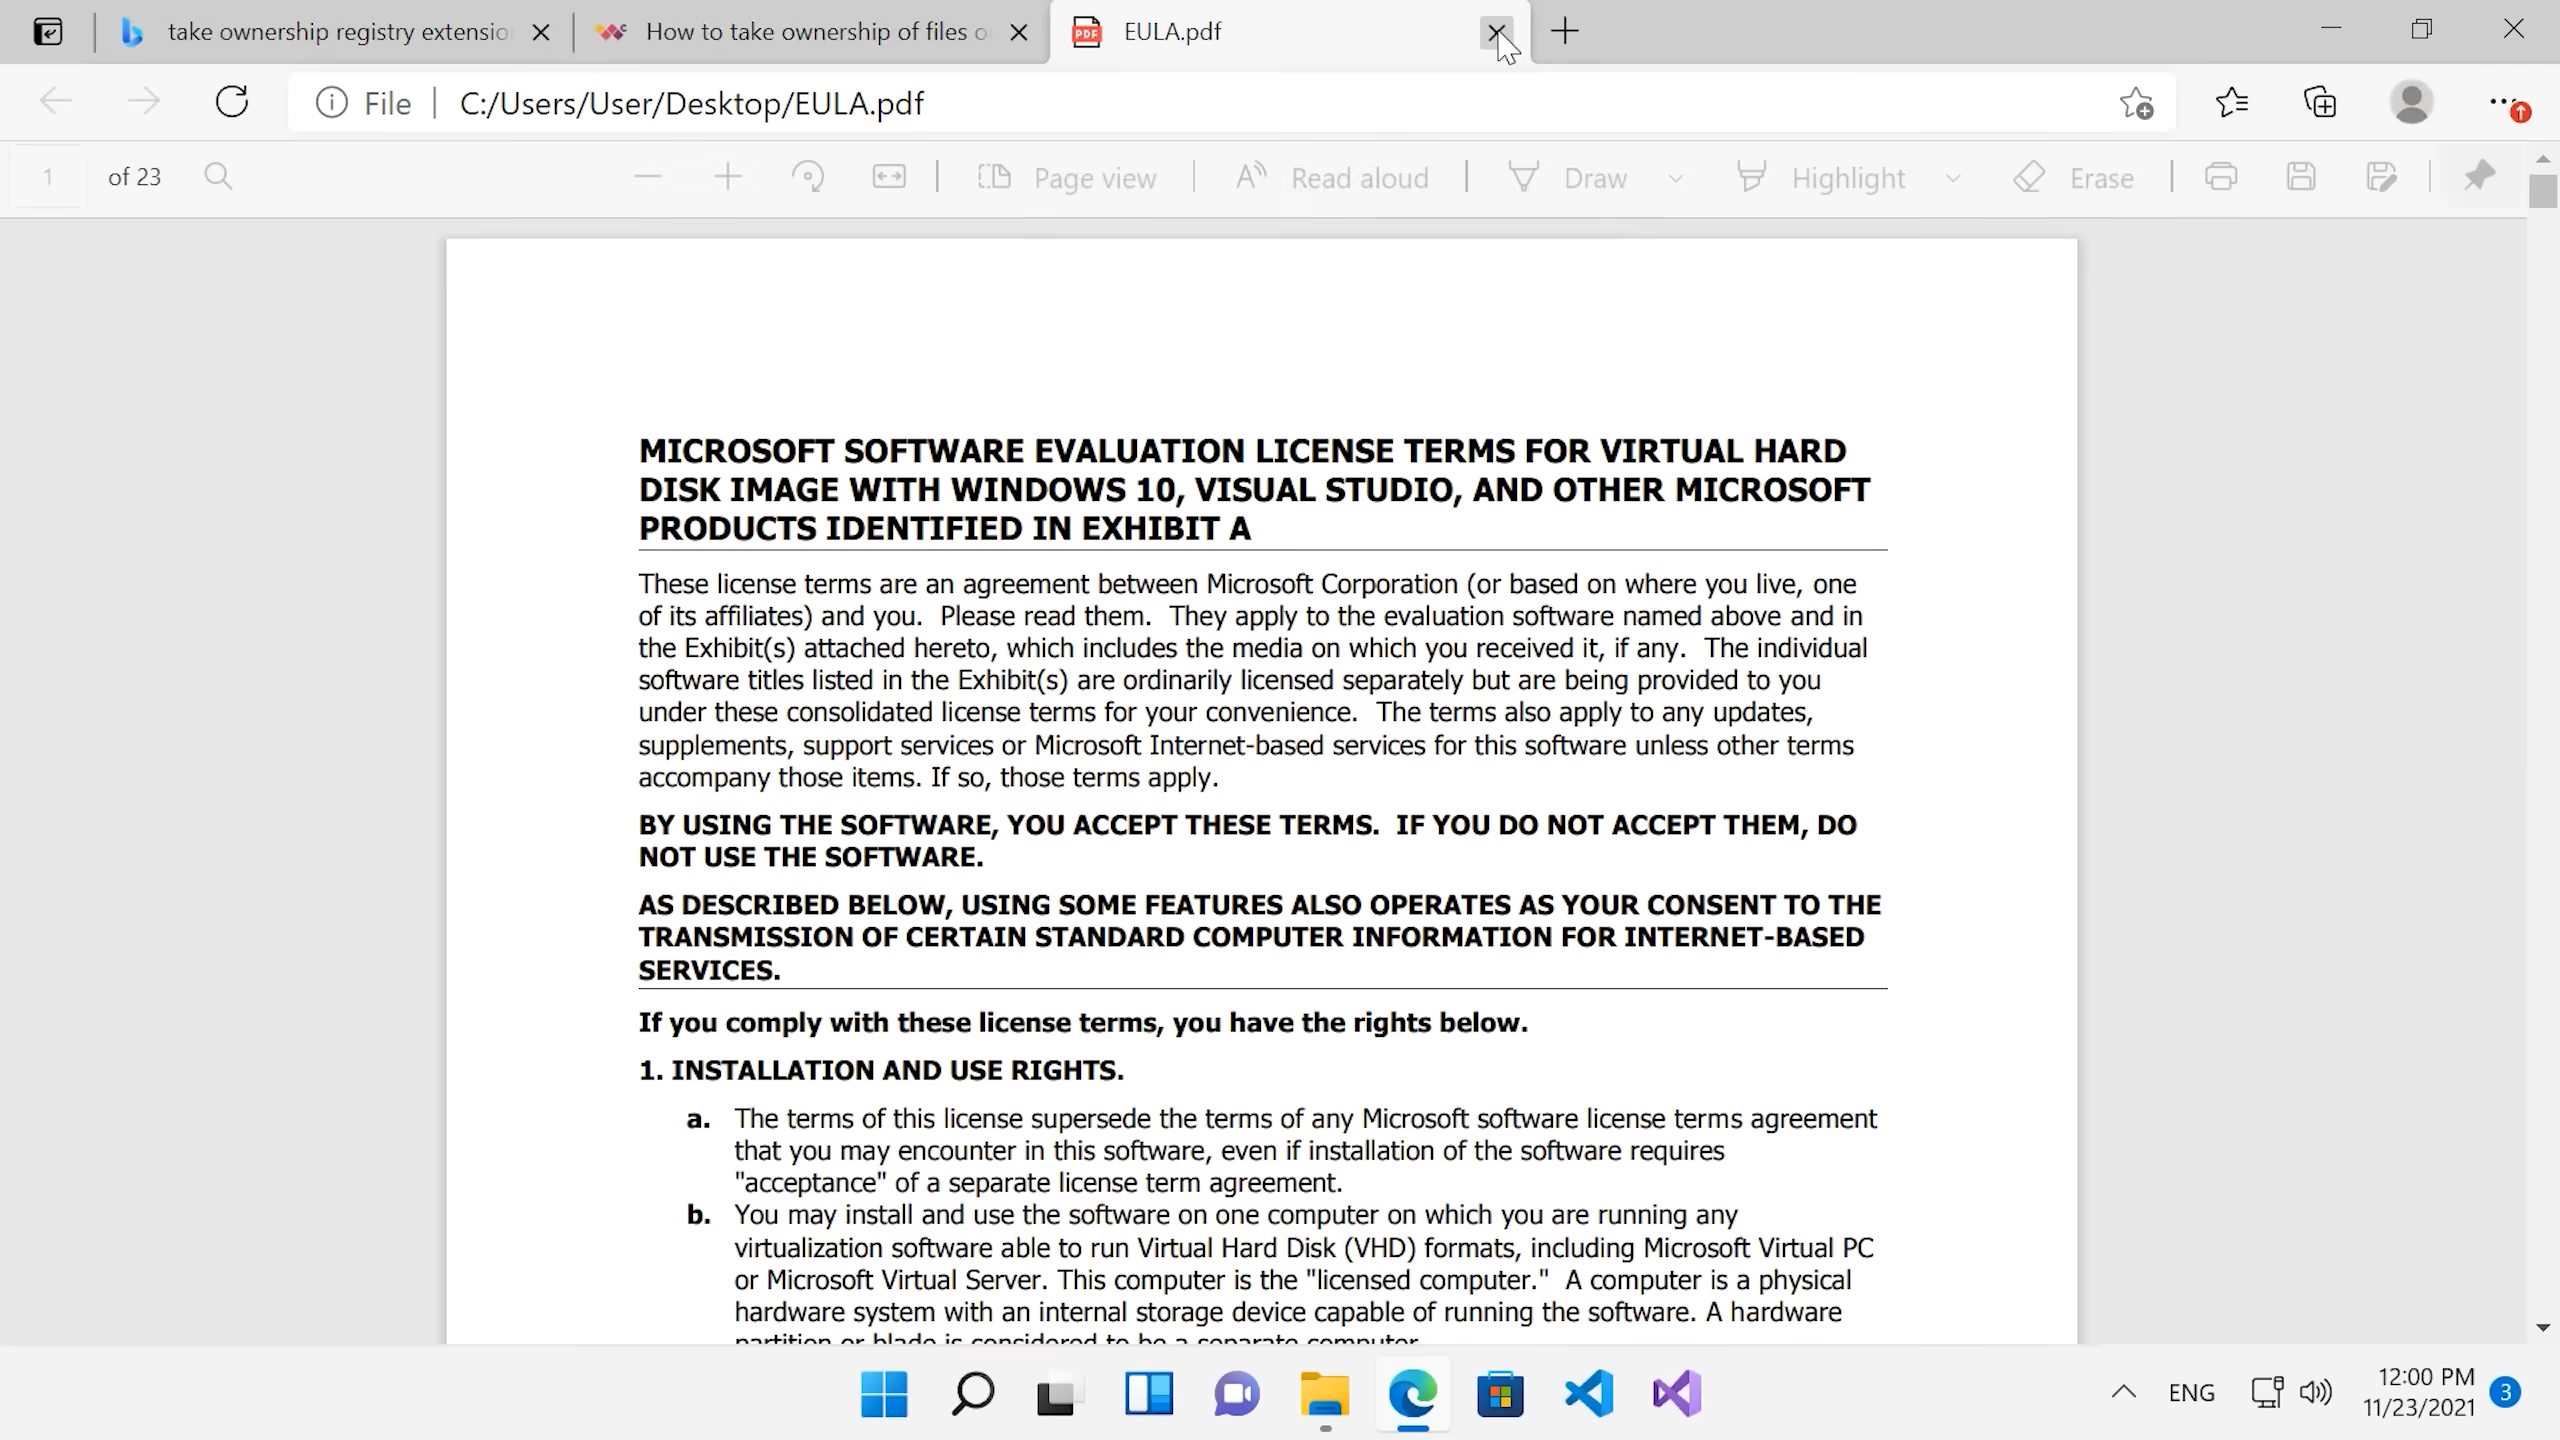 take ownership registry extensio
How to take ownership of files o
PDF
EULA.pdf
File
C:/Users/User/Desktop/EULA.pdf
1 of 23
Page view
Read aloud
Draw
Highlight
Erase
MICROSOFT SOFTWARE EVALUATION LICENSE TERMS FOR VIRTUAL HARD
DISK IMAGE WITH WINDOWS 10, VISUAL STUDIO, AND OTHER MICROSOFT
PRODUCTS IDENTIFIED IN EXHIBIT A
These license terms are an agreement between Microsoft Corporation (or based on where you live, one
of its affiliates) and you.  Please read them.  They apply to the evaluation software named above and in
the Exhibit(s) attached hereto, which includes the media on which you received it, if any.  The individual
software titles listed in the Exhibit(s) are ordinarily licensed separately but are being provided to you
under these consolidated license terms for your convenience.  The terms also apply to any updates,
supplements, support services or Microsoft Internet-based services for this software unless other terms
accompany those items. If so, those terms apply.
BY USING THE SOFTWARE, YOU ACCEPT THESE TERMS.  IF YOU DO NOT ACCEPT THEM, DO
NOT USE THE SOFTWARE.
AS DESCRIBED BELOW, USING SOME FEATURES ALSO OPERATES AS YOUR CONSENT TO THE
TRANSMISSION OF CERTAIN STANDARD COMPUTER INFORMATION FOR INTERNET-BASED
SERVICES.
If you comply with these license terms, you have the rights below.
1. INSTALLATION AND USE RIGHTS.
a. The terms of this license supersede the terms of any Microsoft software license terms agreement
that you may encounter in this software, even if installation of the software requires
"acceptance" of a separate license term agreement.
b. You may install and use the software on one computer on which you are running any
virtualization software able to run Virtual Hard Disk (VHD) formats, including Microsoft Virtual PC
or Microsoft Virtual Server. This computer is the "licensed computer."  A computer is a physical
hardware system with an internal storage device capable of running the software. A hardware
partition or blade is considered to be a separate computer.
ENG
12:00 PM
11/23/2021
3